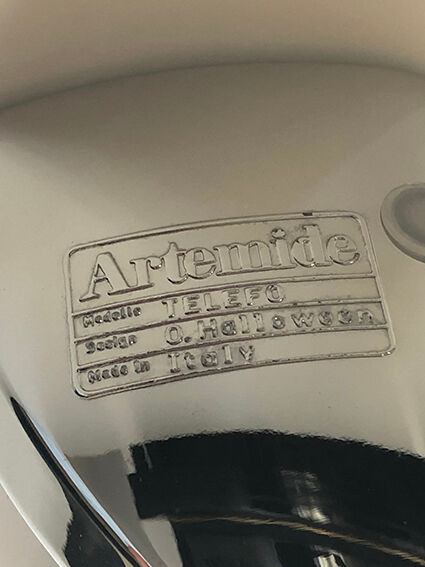 Artemide
Modello TELEFO
Design O. Halloween
Made in Italy